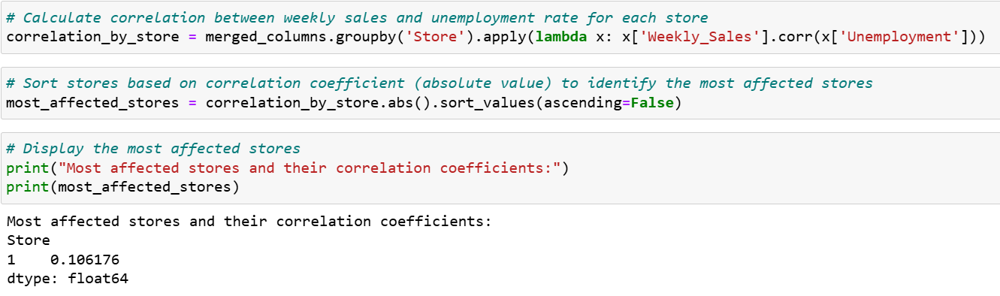 # Calculate correlation between weekly sales and unemployment rate for each store
correlation_by_store = merged_columns.groupby('Store').apply(lambda x: x['Weekly_Sales'].corr(x['Unemployment']))
# Sort stores based on correlation coefficient (absolute value) to identify the most affected stores
most_affected_stores = correlation_by_store.abs().sort_values(ascending=False)
# Display the most affected stores
print("Most affected stores and their correlation coefficients:")
print(most_affected_stores)
Most affected stores and their correlation coefficients:
Store
1    0.106176
dtype: float64